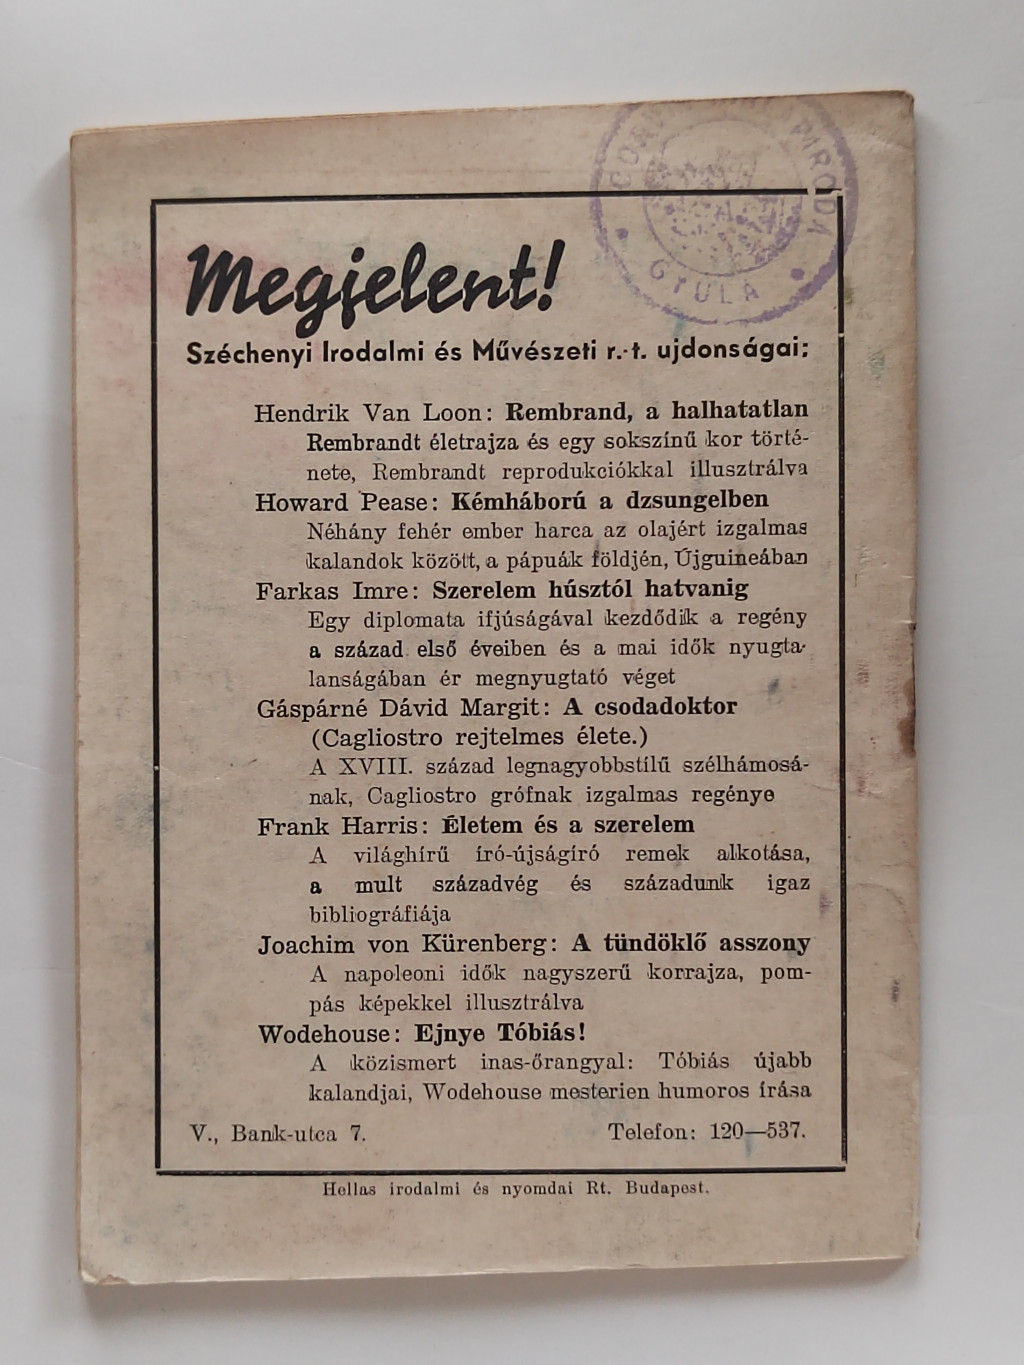 GYULA
Megjelent!
Széchenyi Irodalmi és Művészeti r.-t. ujdonságai:
Hendrik Van Loon: Rembrand, a halhatatlan
Rembrandt életrajza és egy sokszínű kor törté-
nete, Rembrandt reprodukciókkal illusztrálva
Howard Pease: Kémháború a dzsungelben
Néhány fehér ember harca az olajért izgalmas
kalandok között, a pápuák földjén, Újguineában
Farkas Imre: Szerelem húsztól hatvanig
Egy diplomata ifjúságával kezdődik a regény
a század első éveiben és a mai idők nyugta-
lanságában ér megnyugtató véget
Gáspárné Dávid Margit: A csodadoktor
(Cagliostro rejtelmes élete.)
A XVIII. század legnagyobbstílű szélhámosá-
nak, Cagliostro grófnak izgalmas regénye
Frank Harris: Életem és a szerelem
A világhírű író-újságíró remek alkotása,
a mult századvég és századunk igaz
bibliográfiája
Joachim von Kürenberg: A tündöklő asszony
A napoleoni idők nagyszerű korrajza, pom-
pás képekkel illusztrálva
Wodehouse: Ejnye Tóbiás!
A közismert inas-őrangyal: Tóbiás újabb
kalandjai, Wodehouse mesterien humoros írása
V., Bank-utca 7. Telefon: 120—537.
Hellas irodalmi és nyomdai Rt. Budapest.